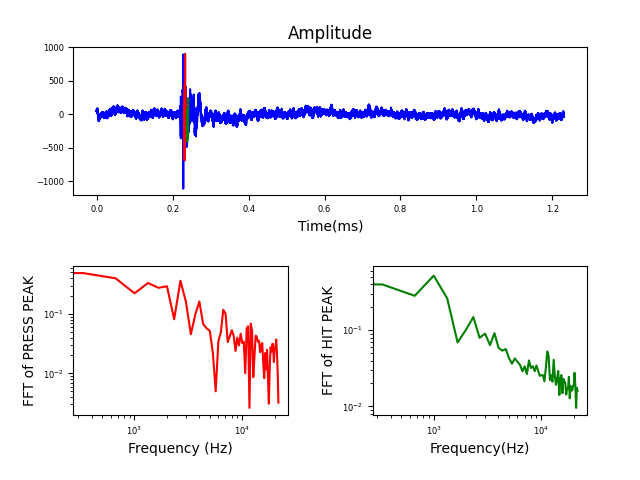 Amplitude
1000
500
0
−500
−1000
0.0 0.2 0.4 0.6 0.8 1.0 1.2
Time(ms)
FFT of PRESS PEAK
10⁻¹
10⁻²
10³ 10⁴
Frequency (Hz)
FFT of HIT PEAK
10⁻¹
10⁻²
10³ 10⁴
Frequency(Hz)